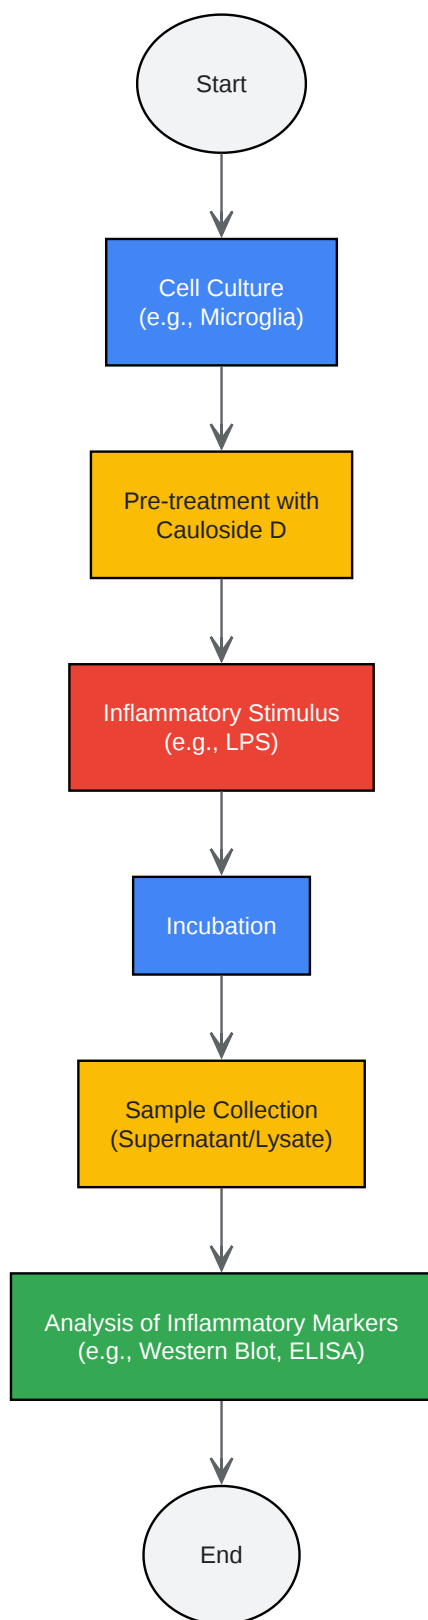 Start
Cell Culture
(e.g., Microglia)
Pre-treatment with
Cauloside D
Inflammatory Stimulus
(e.g., LPS)
Incubation
Sample Collection
(Supernatant/Lysate)
Analysis of Inflammatory Markers
(e.g., Western Blot, ELISA)
End